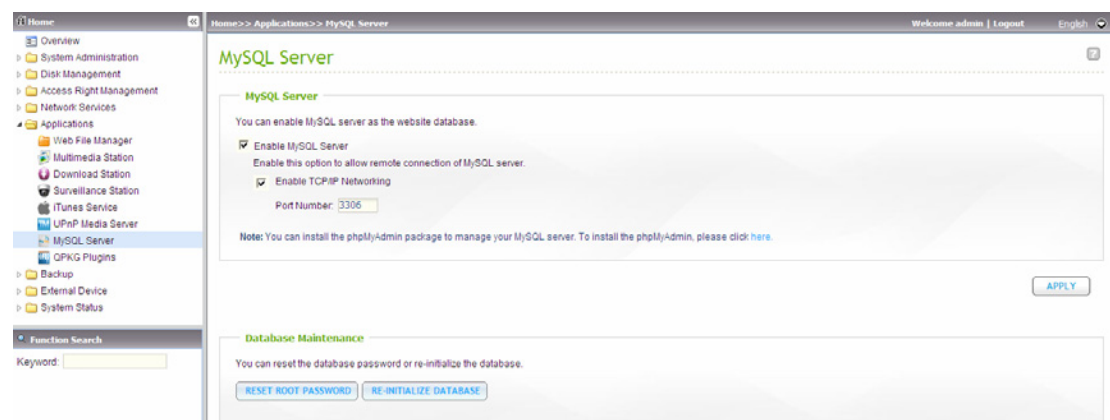 Home
Home>> Applications>> MySQL Server
Welcome admin | Logout
English
Overview
System Administration
Disk Management
Access Right Management
Network Services
Applications
Web File Manager
Multimedia Station
Download Station
Surveillance Station
iTunes Service
UPnP Media Server
MySQL Server
QPKG Plugins
Backup
External Device
System Status
Function Search
Keyword:
MySQL Server
MySQL Server
You can enable MySQL server as the website database.
Enable MySQL Server
Enable this option to allow remote connection of MySQL server.
Enable TCP/IP Networking
Port Number: 3306
Note: You can install the phpMyAdmin package to manage your MySQL server. To install the phpMyAdmin, please click here.
APPLY
Database Maintenance
You can reset the database password or re-initialize the database.
RESET ROOT PASSWORD
RE-INITIALIZE DATABASE